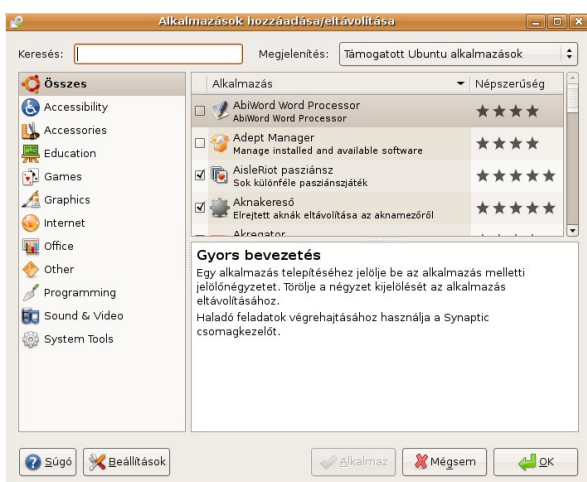 Alkalmazások hozzáadása/eltávolítása
Keresés:
Megjelenítés:
Támogatott Ubuntu alkalmazások
Összes
Accessibility
Accessories
Education
Games
Graphics
Internet
Office
Other
Programming
Sound & Video
System Tools
Alkalmazás
Népszerűség
AbiWord Word Processor
AbiWord Word Processor
Adept Manager
Manage installed and available software
AisleRiot pasziánsz
Sok különféle pasziánszjáték
Aknakereső
Elrejtett aknák eltávolítása az aknamezőről
Akregator
Gyors bevezetés
Egy alkalmazás telepítéséhez jelölje be az alkalmazás melletti
jelölőnégyzetet. Törölje a négyzet kijelölését az alkalmazás
eltávolításához.
Haladó feladatok végrehajtásához használja a Synaptic
csomagkezelőt.
Súgó
Beállítások
Alkalmaz
Mégsem
OK